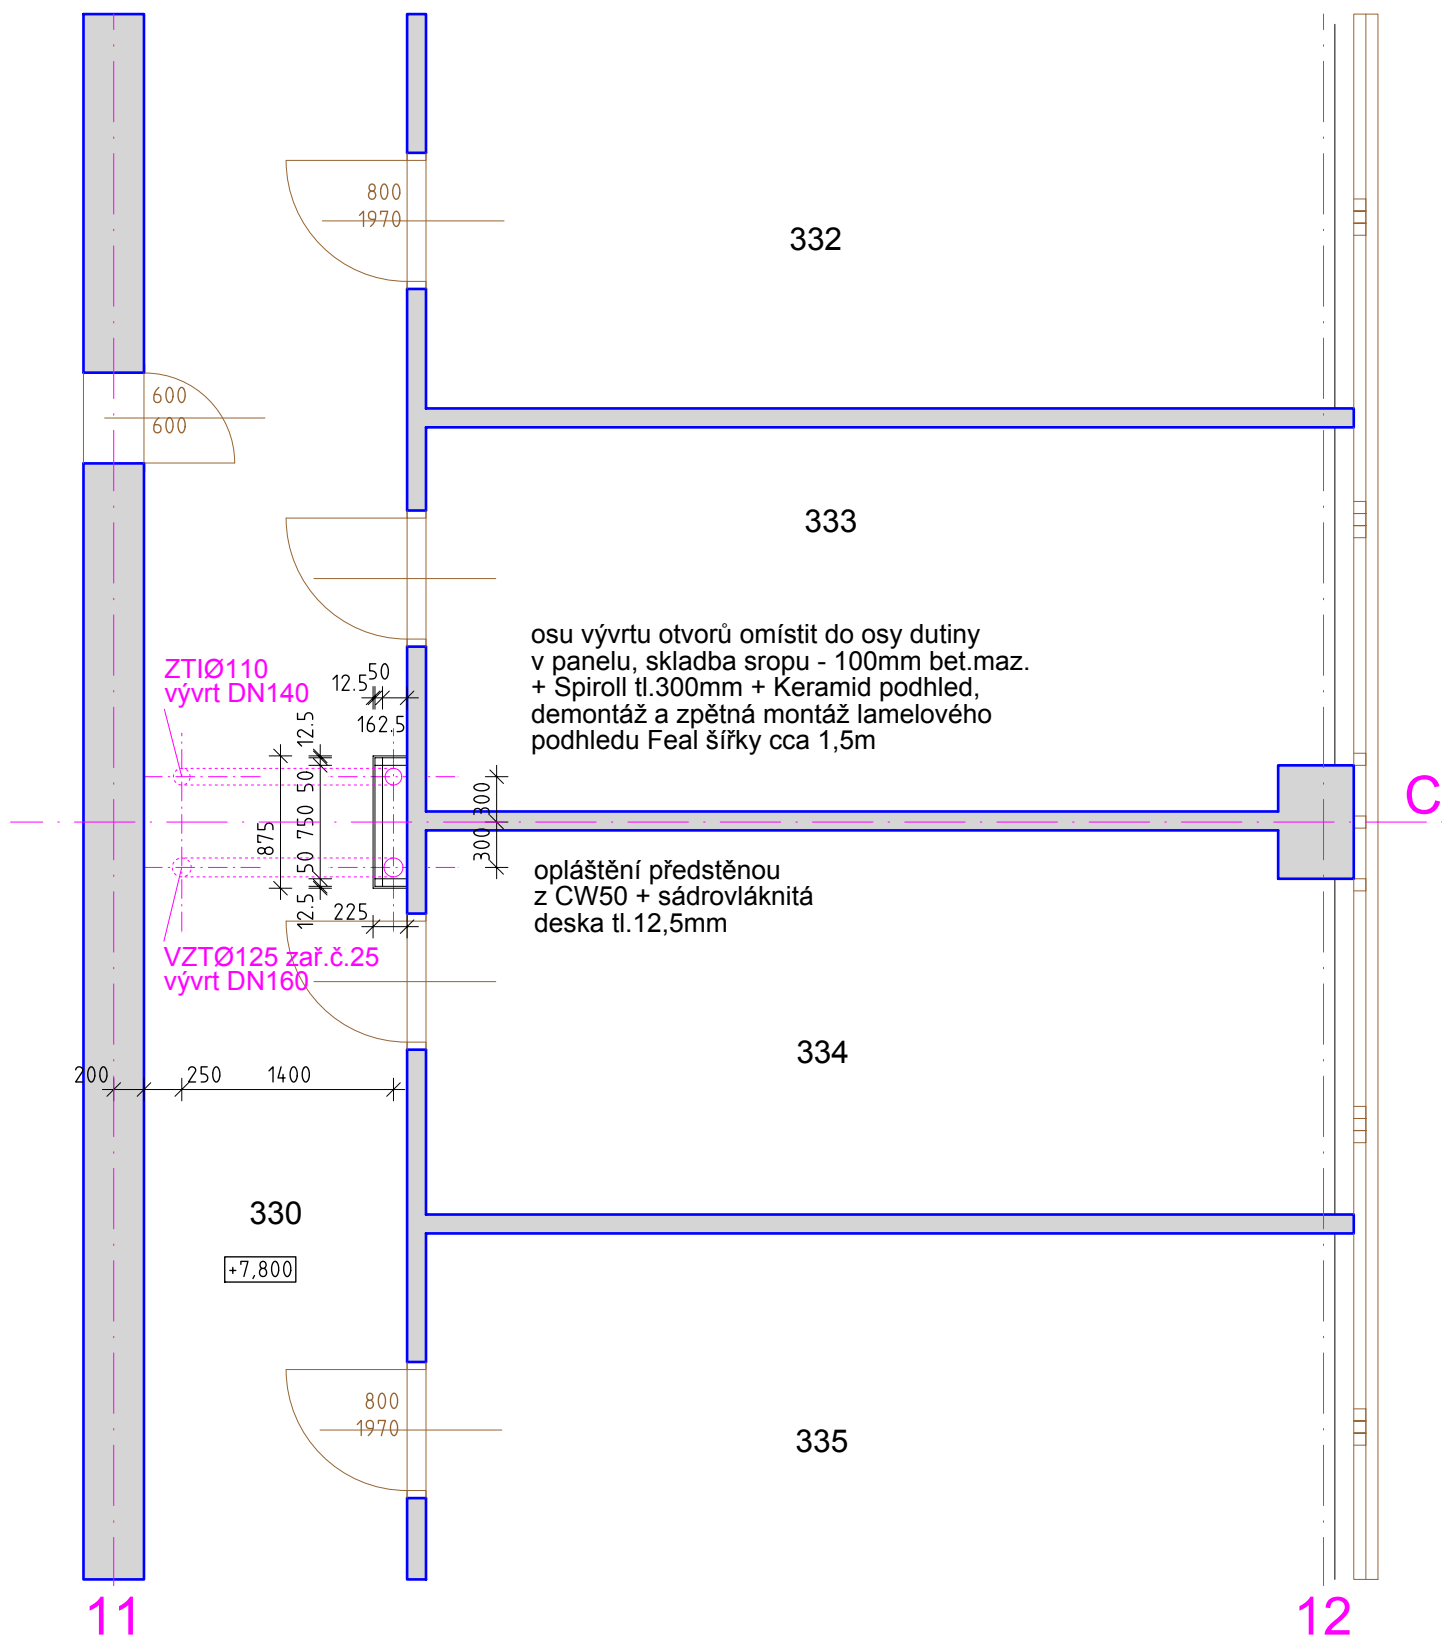 800
1970
332
600
600
333
osu vývrtu otvorů omístit do osy dutiny
v panelu, skladba sropu - 100mm bet.maz.
+ Spiroll tl.300mm + Keramid podhled,
demontáž a zpětná montáž lamelového
podhledu Feal šířky cca 1,5m
ZTIØ110
vývrt DN140
12.5
50
162.5
12.5
50
750
50
12.5
875
300
300
C
225
opláštění předstěnou
z CW50 + sádrovláknitá
deska tl.12,5mm
VZTØ125 zař.č.25
vývrt DN160
334
200
250
1400
330
+7,800
800
1970
335
11
12